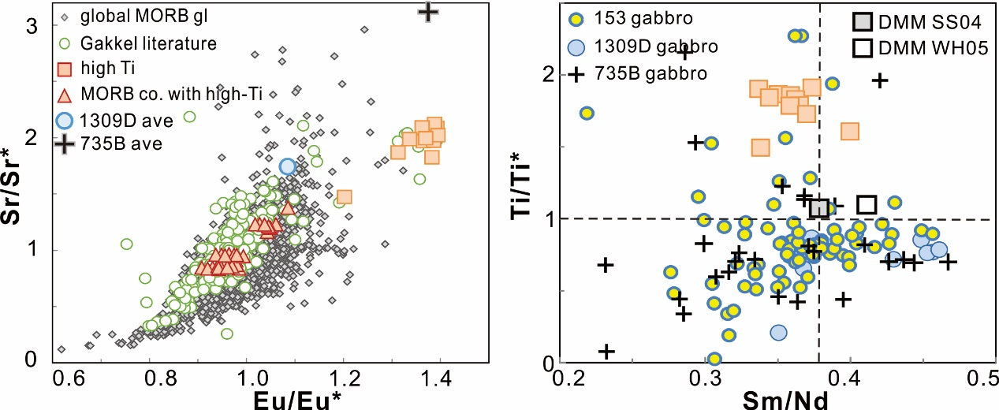 global MORB gl
Gakkel literature
high Ti
MORB co. with high-Ti
1309D ave
735B ave
3
2
1
0
Sr/Sr*
0.6 0.8 1.0 1.2 1.4
Eu/Eu*
153 gabbro
1309D gabbro
735B gabbro
DMM SS04
DMM WH05
2
1
0
Ti/Ti*
0.2 0.3 0.4 0.5
Sm/Nd